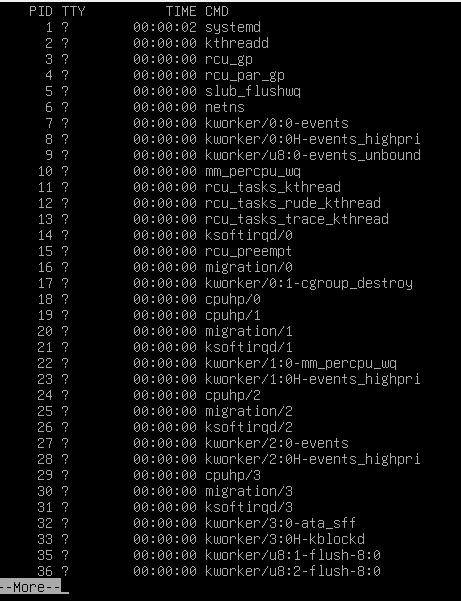 PID TTY          TIME CMD
1 ?        00:00:02 systemd
2 ?        00:00:00 kthreadd
3 ?        00:00:00 rcu_gp
4 ?        00:00:00 rcu_par_gp
5 ?        00:00:00 slub_flushwq
6 ?        00:00:00 netns
7 ?        00:00:00 kworker/0:0-events
8 ?        00:00:00 kworker/0:0H-events_highpri
9 ?        00:00:00 kworker/u8:0-events_unbound
10 ?        00:00:00 mm_percpu_wq
11 ?        00:00:00 rcu_tasks_kthread
12 ?        00:00:00 rcu_tasks_rude_kthread
13 ?        00:00:00 rcu_tasks_trace_kthread
14 ?        00:00:00 ksoftirqd/0
15 ?        00:00:00 rcu_preempt
16 ?        00:00:00 migration/0
17 ?        00:00:00 kworker/0:1-cgroup_destroy
18 ?        00:00:00 cpuhp/0
19 ?        00:00:00 cpuhp/1
20 ?        00:00:00 migration/1
21 ?        00:00:00 ksoftirqd/1
22 ?        00:00:00 kworker/1:0-mm_percpu_wq
23 ?        00:00:00 kworker/1:0H-events_highpri
24 ?        00:00:00 cpuhp/2
25 ?        00:00:00 migration/2
26 ?        00:00:00 ksoftirqd/2
27 ?        00:00:00 kworker/2:0-events
28 ?        00:00:00 kworker/2:0H-events_highpri
29 ?        00:00:00 cpuhp/3
30 ?        00:00:00 migration/3
31 ?        00:00:00 ksoftirqd/3
32 ?        00:00:00 kworker/3:0-ata_sff
33 ?        00:00:00 kworker/3:0H-kblockd
35 ?        00:00:00 kworker/u8:1-flush-8:0
36 ?        00:00:00 kworker/u8:2-flush-8:0
--More--